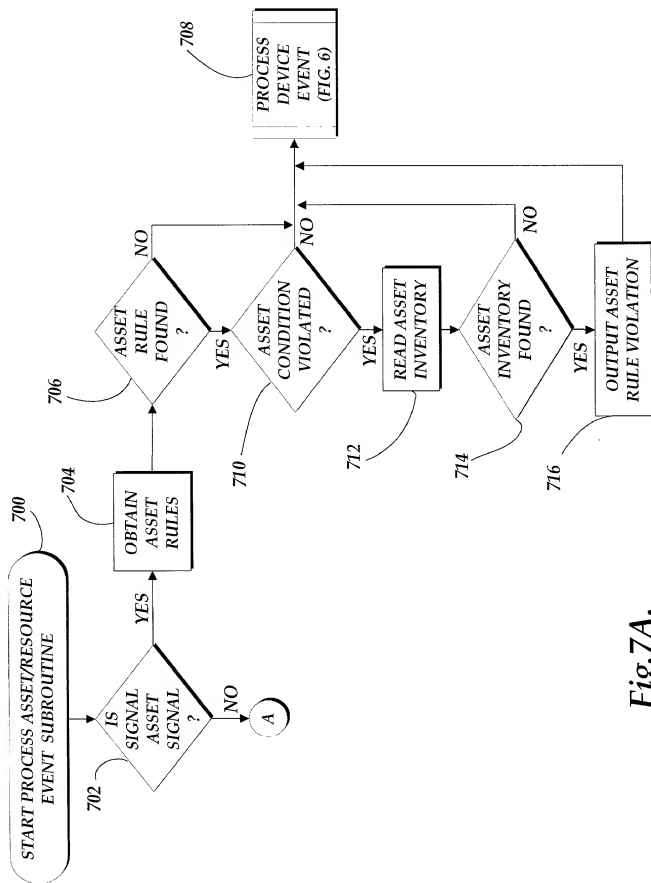 700
START PROCESS ASSET/RESOURCE
EVENT SUBROUTINE
702
IS
SIGNAL
ASSET
SIGNAL
?
YES
NO
A
704
OBTAIN
ASSET
RULES
706
ASSET
RULE
FOUND
?
NO
YES
708
PROCESS
DEVICE
EVENT
(FIG. 6)
710
ASSET
CONDITION
VIOLATED
?
NO
YES
712
READ ASSET
INVENTORY
714
ASSET
INVENTORY
FOUND
?
NO
YES
716
OUTPUT ASSET
RULE VIOLATION
Fig.7A.